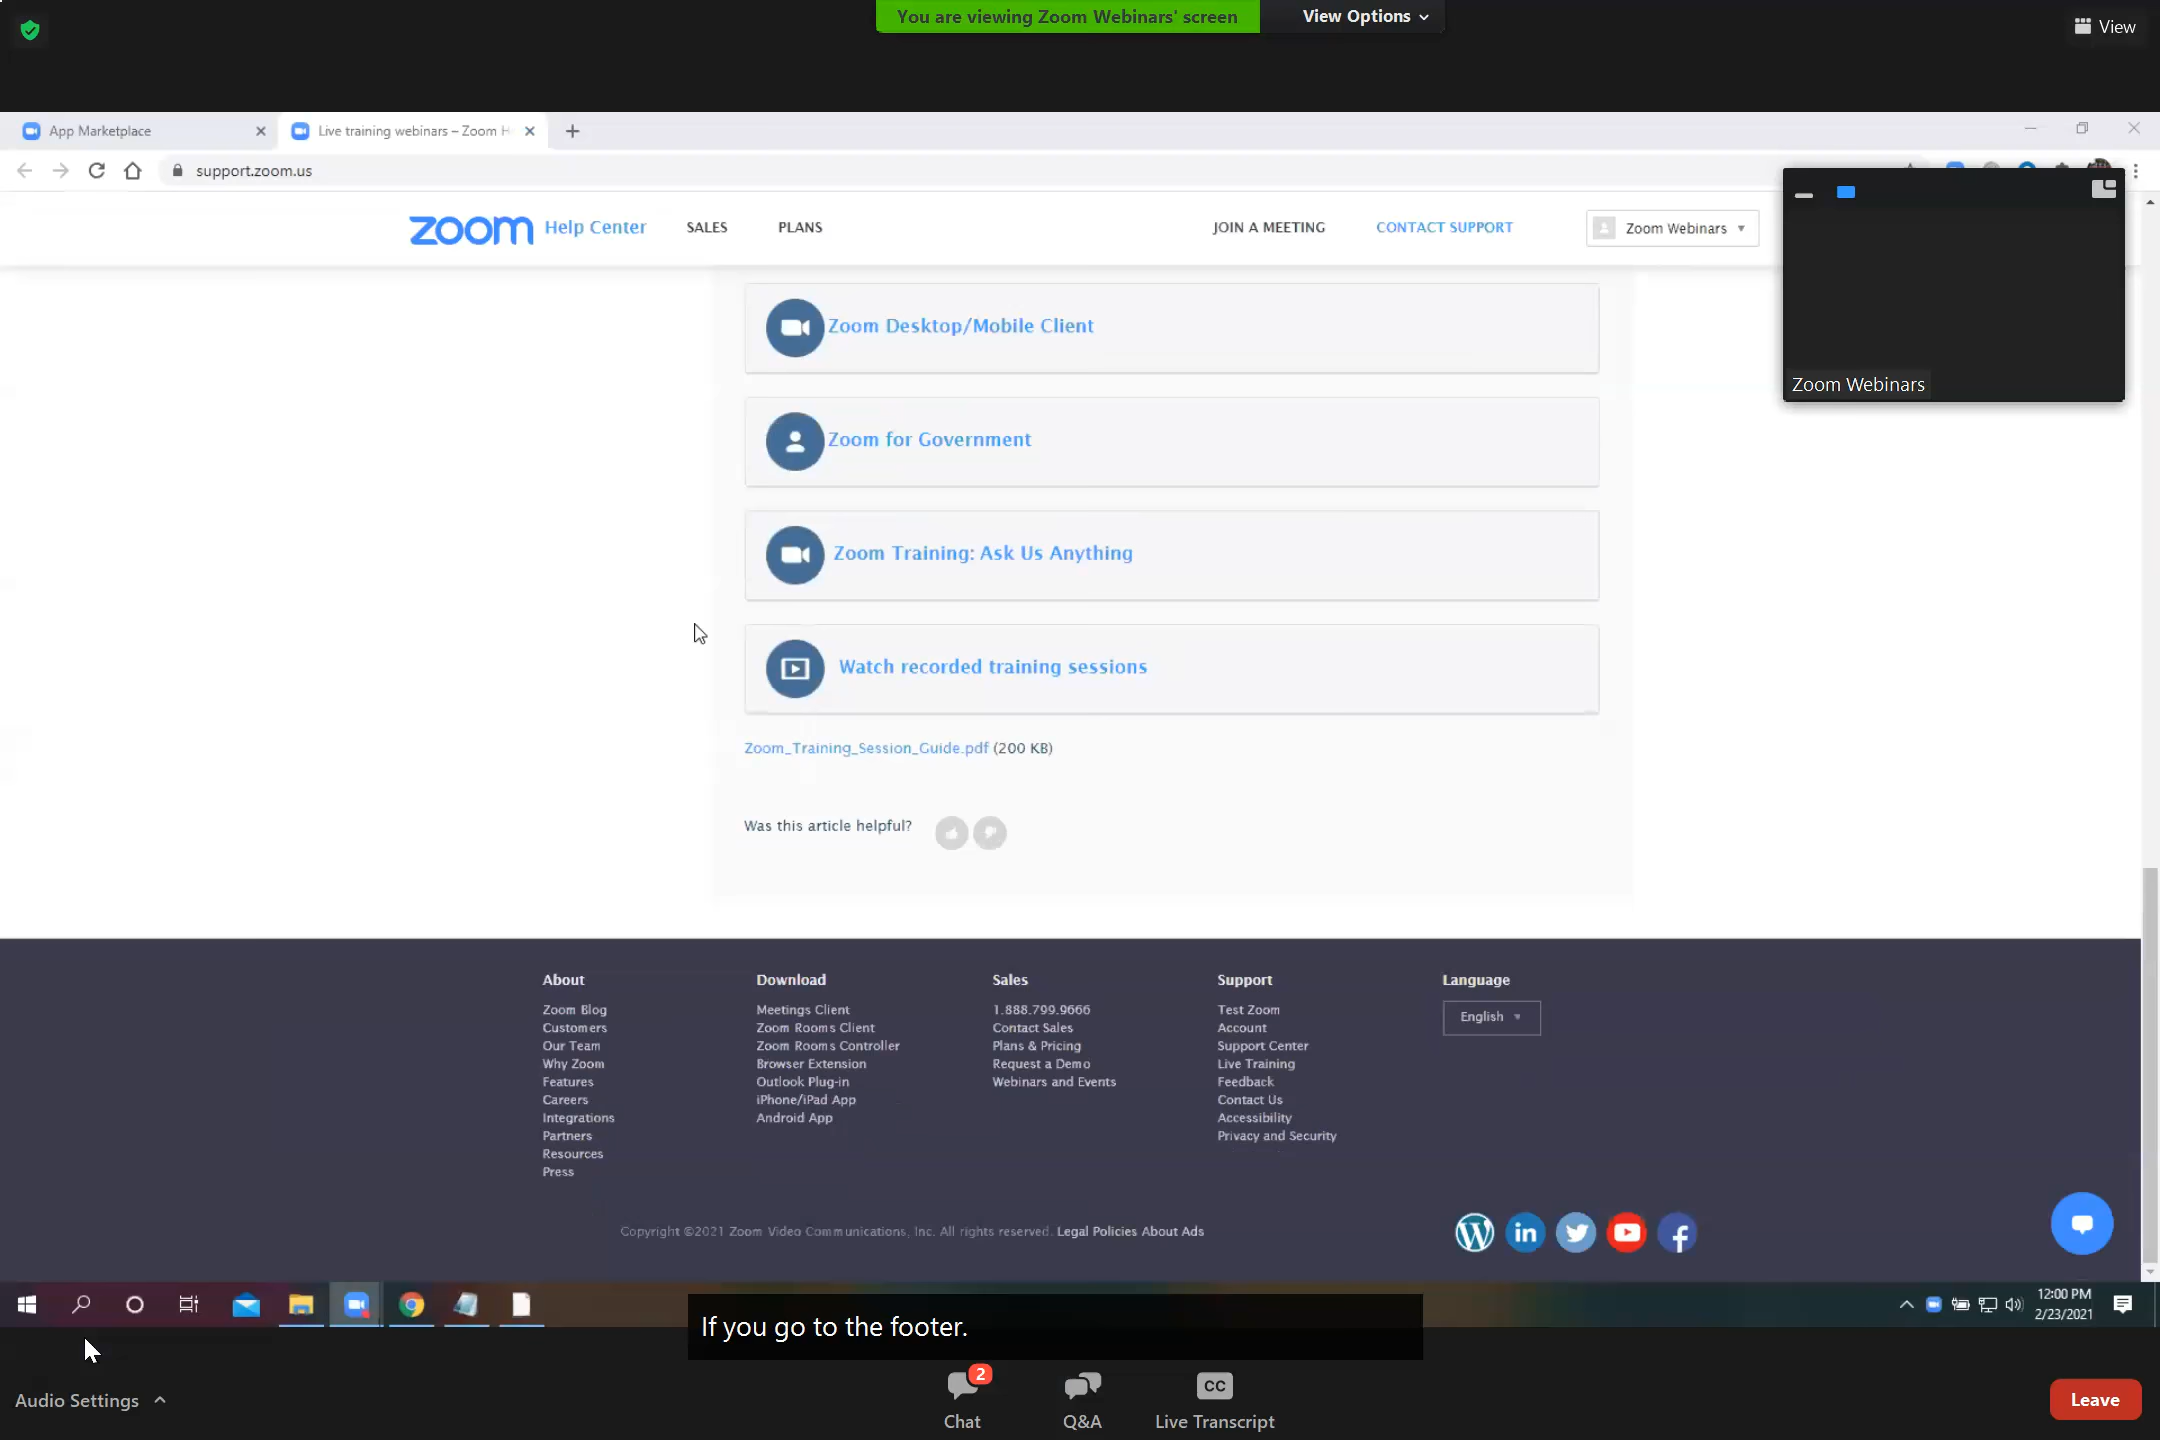 You are viewing Zoom Webinars' screen
View Options
View
App Marketplace
Live training webinars – Zoom H
support.zoom.us
zoom Help Center
SALES
PLANS
JOIN A MEETING
CONTACT SUPPORT
Zoom Webinars
Zoom Webinars
Zoom Desktop/Mobile Client
Zoom for Government
Zoom Training: Ask Us Anything
Watch recorded training sessions
Zoom_Training_Session_Guide.pdf (200 KB)
Was this article helpful?
About
Zoom Blog
Customers
Our Team
Why Zoom
Features
Careers
Integrations
Partners
Resources
Press
Download
Meetings Client
Zoom Rooms Client
Zoom Rooms Controller
Browser Extension
Outlook Plug-in
iPhone/iPad App
Android App
Sales
1.888.799.9666
Contact Sales
Plans & Pricing
Request a Demo
Webinars and Events
Support
Test Zoom
Account
Support Center
Live Training
Feedback
Contact Us
Accessibility
Privacy and Security
Language
English
Copyright ©2021 Zoom Video Communications, Inc. All rights reserved. Legal Policies About Ads
in
12:00 PM
2/23/2021
If you go to the footer.
Audio Settings
2
Chat
Q&A
CC
Live Transcript
Leave